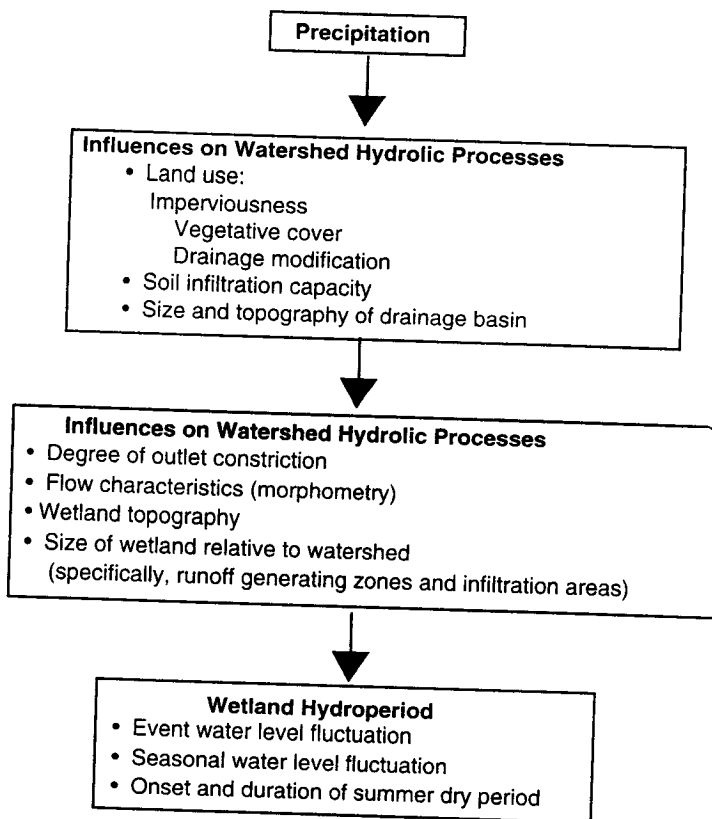 Precipitation
Influences on Watershed Hydrolic Processes
• Land use:
Imperviousness
Vegetative cover
Drainage modification
• Soil infiltration capacity
• Size and topography of drainage basin
Influences on Watershed Hydrolic Processes
• Degree of outlet constriction
• Flow characteristics (morphometry)
• Wetland topography
• Size of wetland relative to watershed
(specifically, runoff generating zones and infiltration areas)
Wetland Hydroperiod
• Event water level fluctuation
• Seasonal water level fluctuation
• Onset and duration of summer dry period